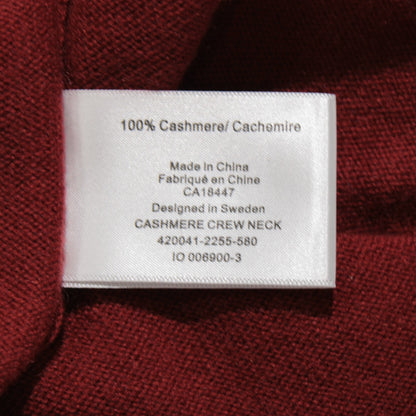 100% Cashmere/ Cachemire
Made in China
Fabriqué en Chine
CA18447
Designed in Sweden
CASHMERE CREW NECK
420041-2255-580
IO 006900-3